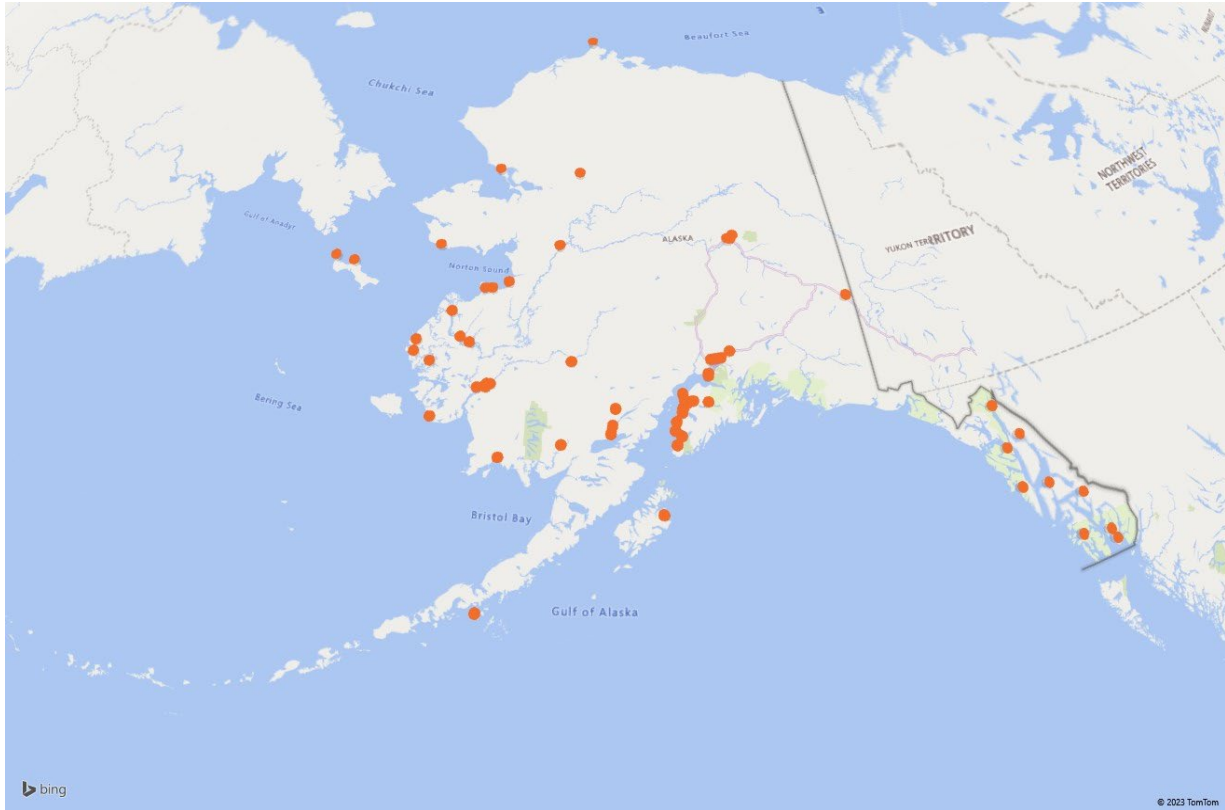 Beaufort Sea
Chukchi Sea
NORTHWEST
TERRITORIES
Gulf of Anadyr
ALASKA
YUKON TERRITORY
Norton Sound
Bering Sea
Bristol Bay
Gulf of Alaska
bing
© 2023 TomTom